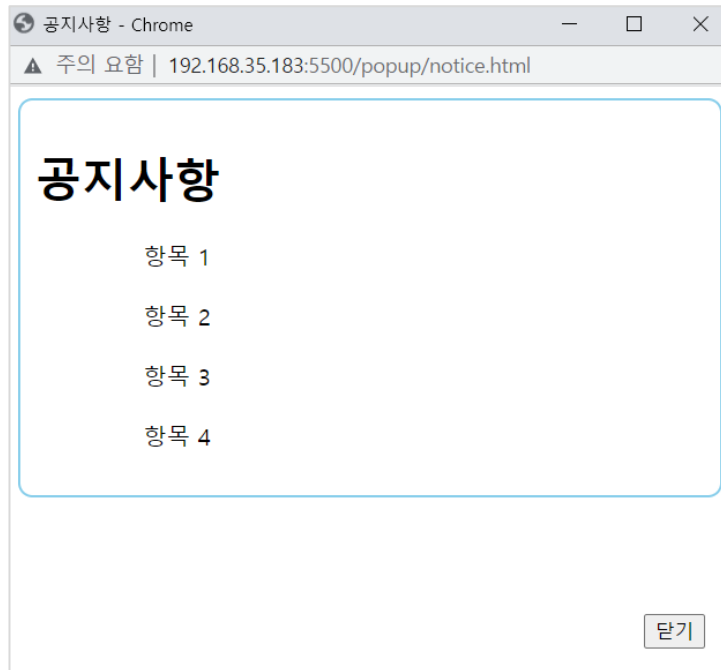 공지사항 - Chrome
주의 요함 | 192.168.35.183:5500/popup/notice.html
공지사항
항목 1
항목 2
항목 3
항목 4
닫기